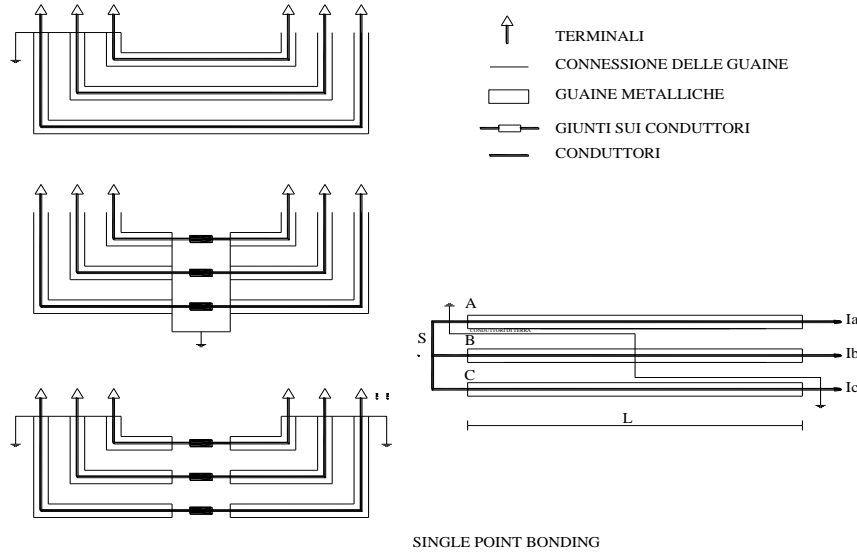 TERMINALI
CONNESSIONE DELLE GUAINE
GUAINE METALLICHE
GIUNTI SUI CONDUTTORI
CONDUTTORI
A
Ia
CONDUTTORI DI TERRA
S
B
Ib
C
Ic
L
SINGLE POINT BONDING